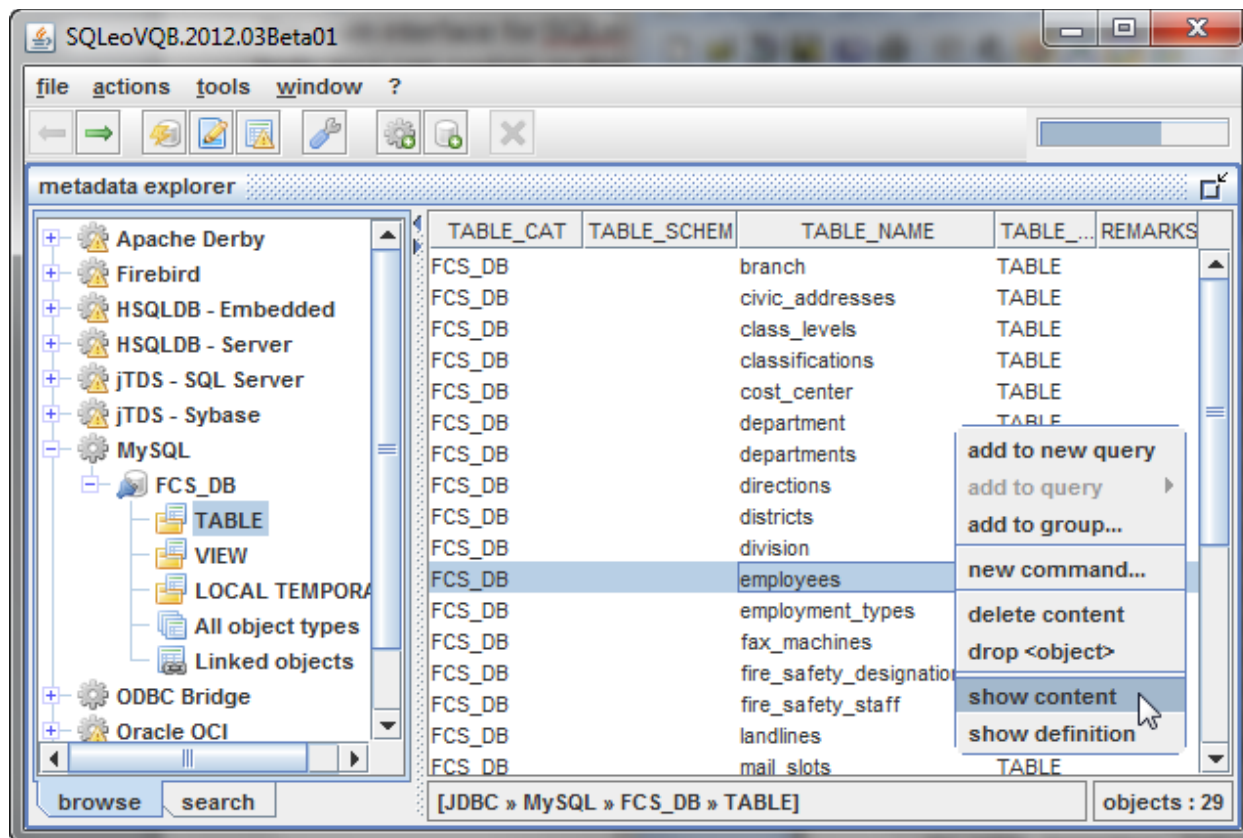 SQLeoVQB.2012.03Beta01
file actions tools window ?
metadata explorer
Apache Derby
Firebird
HSQLDB - Embedded
HSQLDB - Server
jTDS - SQL Server
jTDS - Sybase
MySQL
FCS_DB
TABLE
VIEW
LOCAL TEMPORA
All object types
Linked objects
ODBC Bridge
Oracle OCI
browse search
TABLE_CAT TABLE_SCHEM TABLE_NAME TABLE_... REMARKS
FCS_DB branch TABLE
FCS_DB civic_addresses TABLE
FCS_DB class_levels TABLE
FCS_DB classifications TABLE
FCS_DB cost_center TABLE
FCS_DB department TABLE
FCS_DB departments
FCS_DB directions
FCS_DB districts
FCS_DB division
FCS_DB employees
FCS_DB employment_types
FCS_DB fax_machines
FCS_DB fire_safety_designation
FCS_DB fire_safety_staff
FCS_DB landlines
FCS_DB mail_slots TABLE
add to new query
add to query
add to group...
new command...
delete content
drop <object>
show content
show definition
[JDBC » MySQL » FCS_DB » TABLE] objects : 29